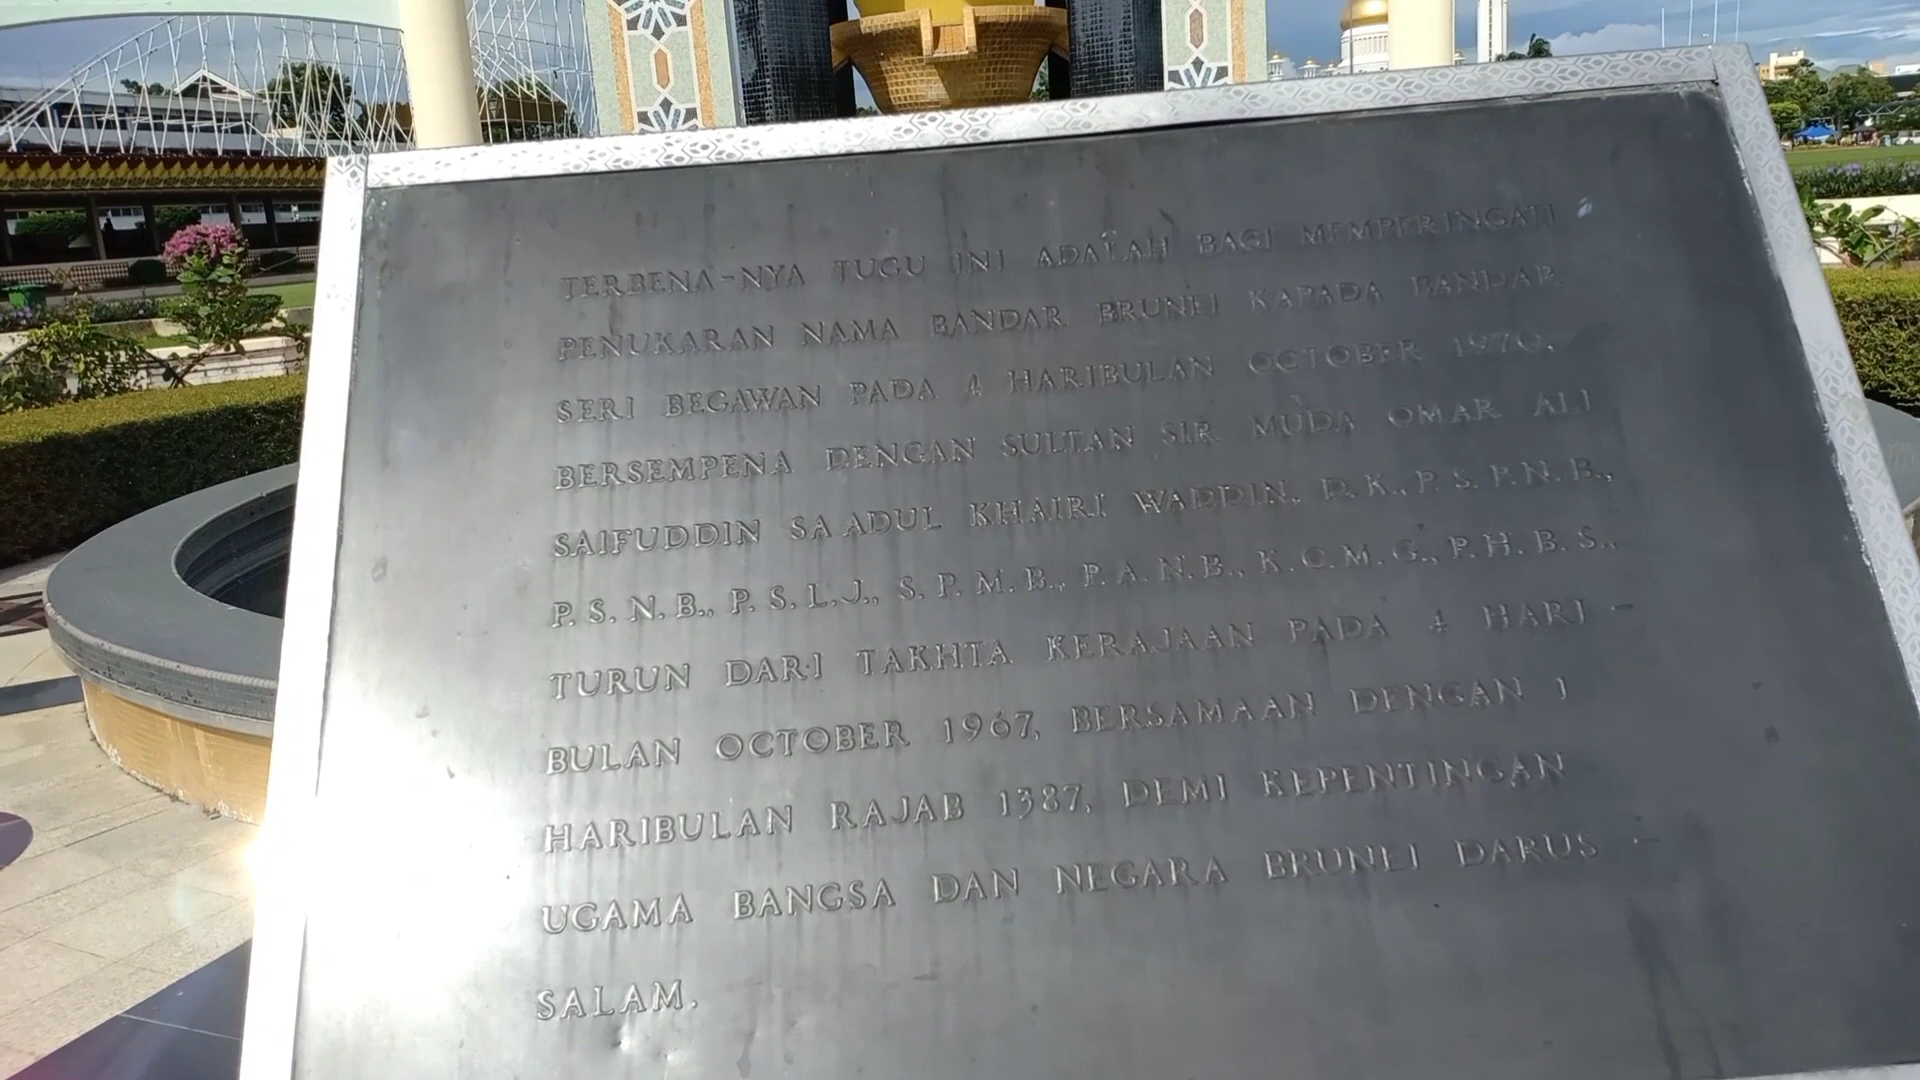 TERBENA-NYA TUGU INI ADALAH BAGI MEMPERINGATI
PENUKARAN NAMA BANDAR BRUNEI KAPADA BANDAR
SERI BEGAWAN PADA 4 HARIBULAN OCTOBER 1970,
BERSEMPENA DENGAN SULTAN SIR MUDA OMAR ALI
SAIFUDDIN SA ADUL KHAIRI WADDIN, D.K., P.S.P.N.B.,
P.S.N.B., P.S.L.J., S.P.M.B., P.A.N.B., K.C.M.G., P.H.B.S.,
TURUN DARI TAKHTA KERAJAAN PADA 4 HARI -
BULAN OCTOBER 1967, BERSAMAAN DENGAN 1
HARIBULAN RAJAB 1387, DEMI KEPENTINGAN
UGAMA BANGSA DAN NEGARA BRUNEI DARUS -
SALAM.